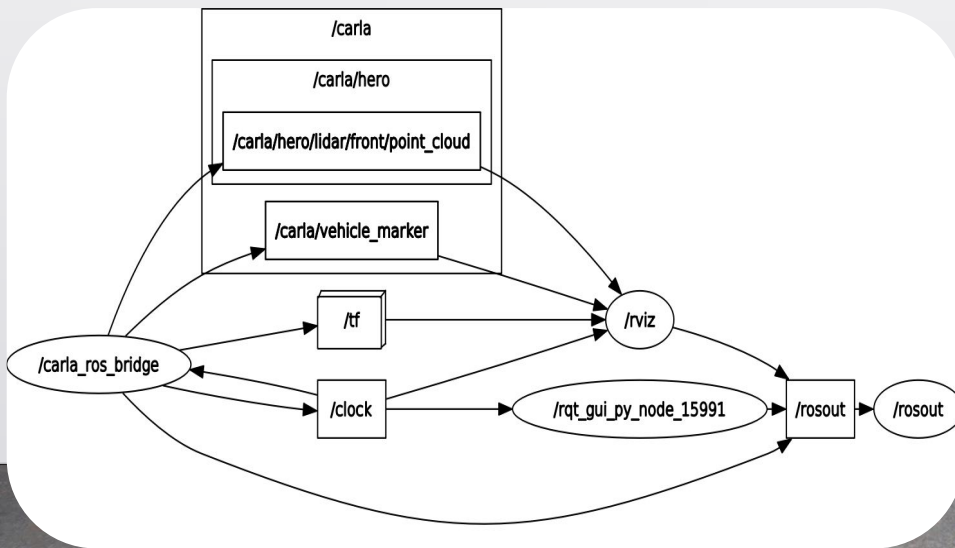 /carla
/carla/hero
/carla/hero/lidar/front/point_cloud
/carla/vehicle_marker
/tf
/rviz
/carla_ros_bridge
/clock
/rqt_gui_py_node_15991
/rosout
/rosout